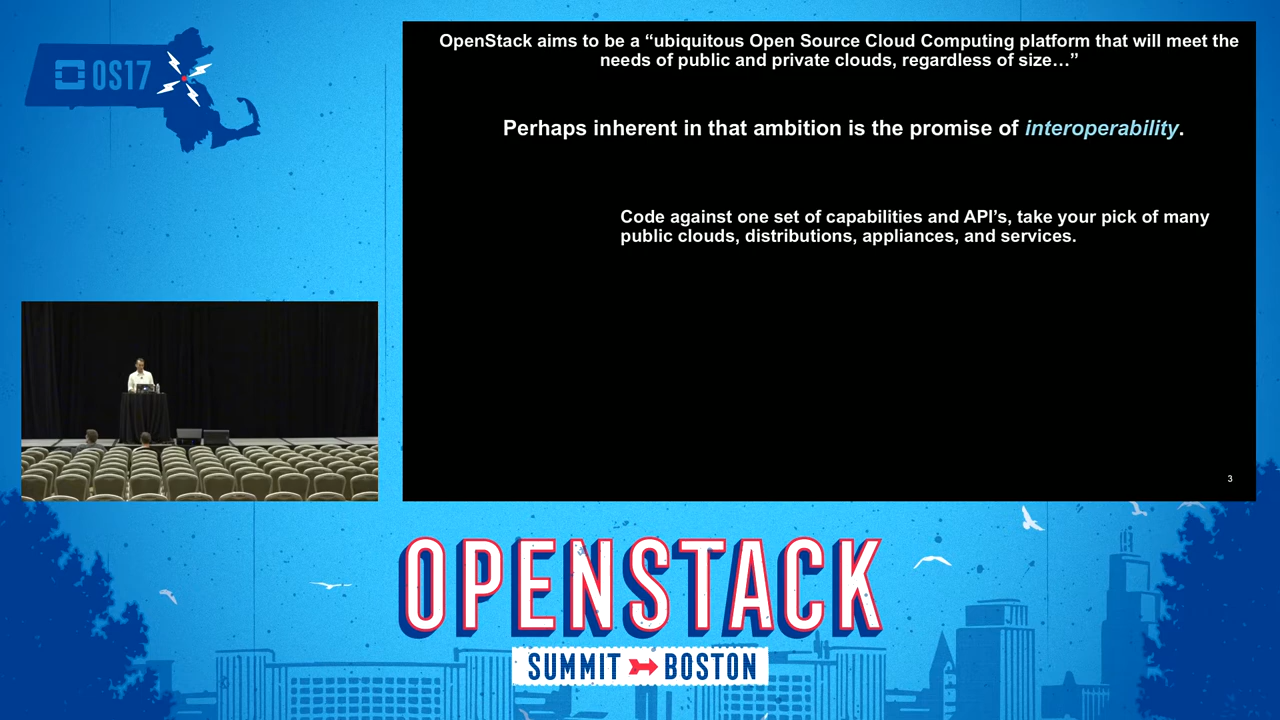 OS17
OpenStack aims to be a “ubiquitous Open Source Cloud Computing platform that will meet the
needs of public and private clouds, regardless of size…”
Perhaps inherent in that ambition is the promise of interoperability.
Code against one set of capabilities and API’s, take your pick of many
public clouds, distributions, appliances, and services.
3
OPENSTACK
SUMMIT BOSTON